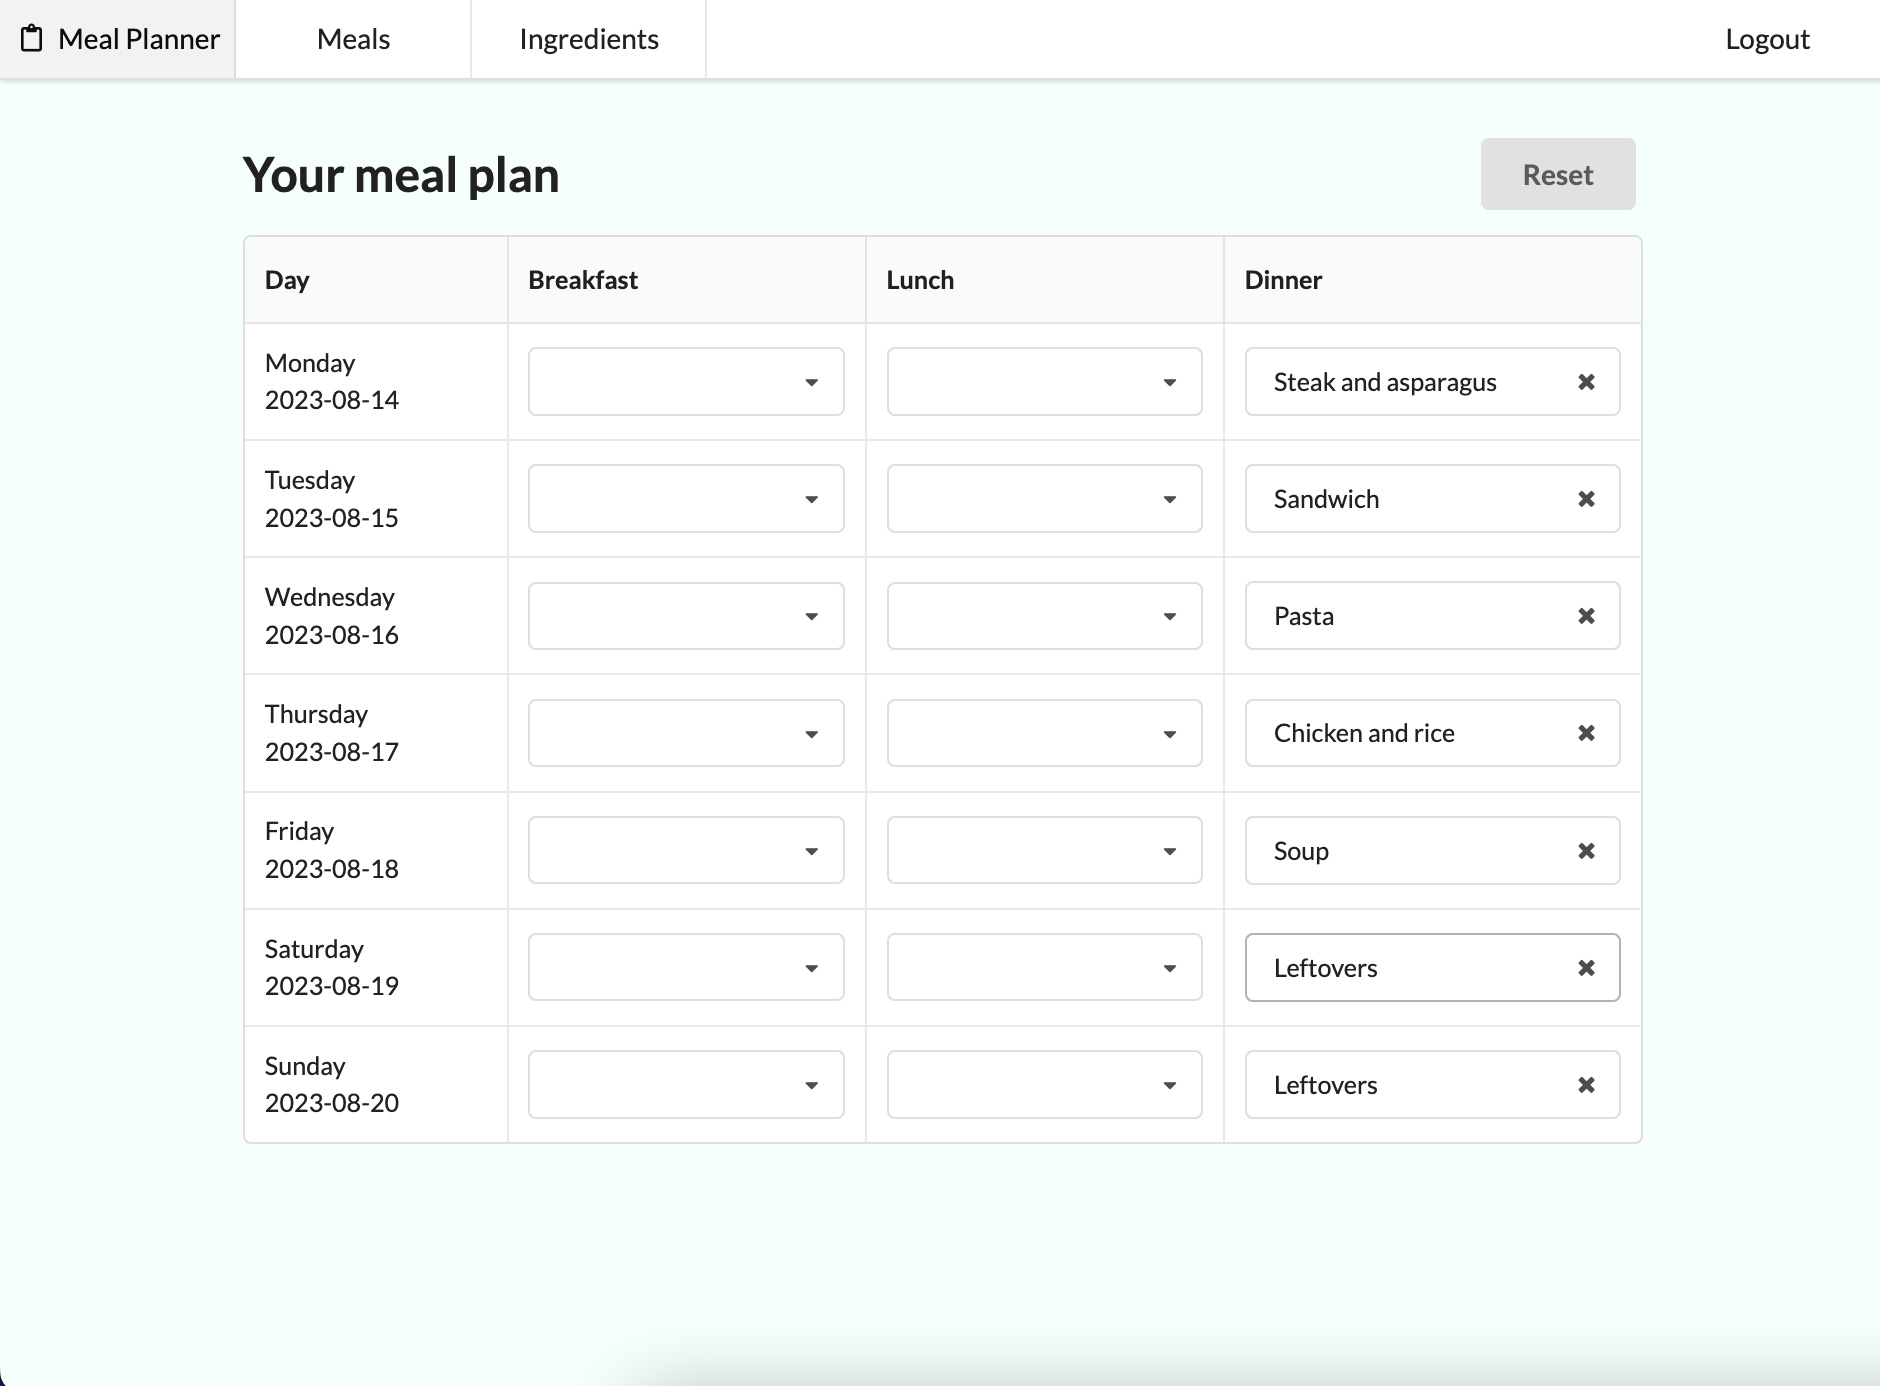 Meal Planner
Meals
Ingredients
Logout
Your meal plan
Reset
Day
Breakfast
Lunch
Dinner
Monday
2023-08-14
Steak and asparagus
Tuesday
2023-08-15
Sandwich
Wednesday
2023-08-16
Pasta
Thursday
2023-08-17
Chicken and rice
Friday
2023-08-18
Soup
Saturday
2023-08-19
Leftovers
Sunday
2023-08-20
Leftovers